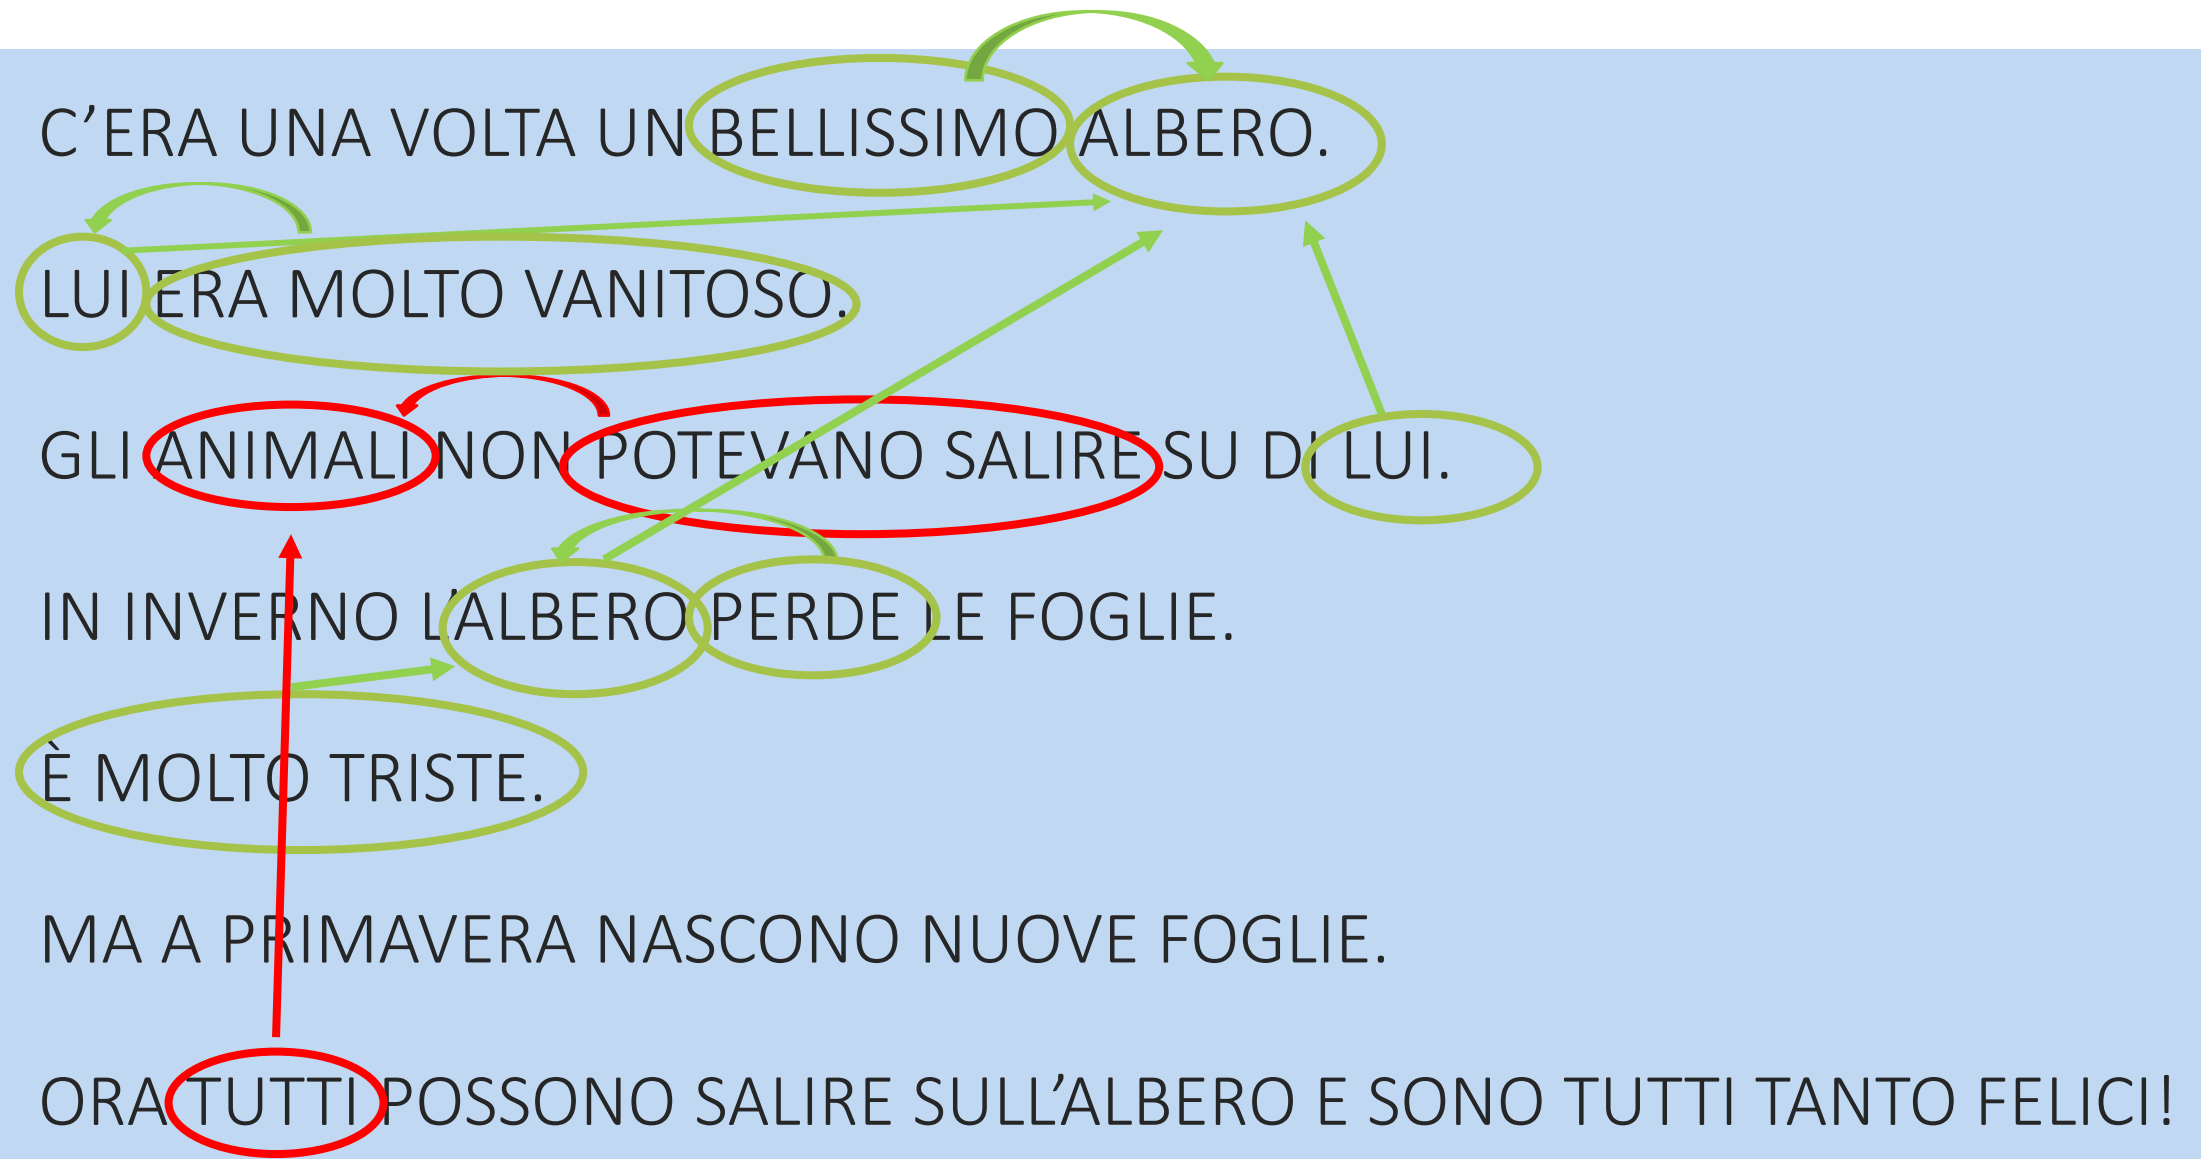 C’ERA UNA VOLTA UN BELLISSIMO ALBERO.
LUI ERA MOLTO VANITOSO.
GLI ANIMALI NON POTEVANO SALIRE SU DI LUI.
IN INVERNO L’ALBERO PERDE LE FOGLIE.
È MOLTO TRISTE.
MA A PRIMAVERA NASCONO NUOVE FOGLIE.
ORA TUTTI POSSONO SALIRE SULL’ALBERO E SONO TUTTI TANTO FELICI!